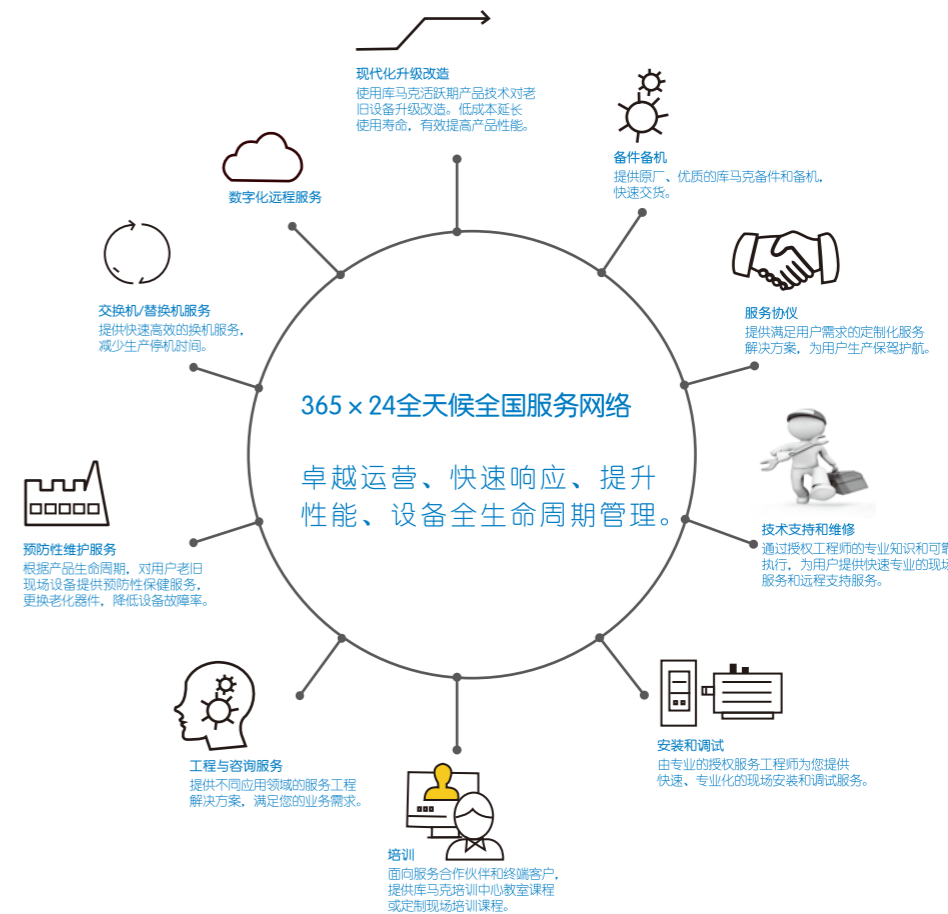 现代化升级改造
使用库马克活跃期产品技术对老
旧设备升级改造。低成本延长
使用寿命，有效提高产品性能。
备件备机
提供原厂、优质的库马克备件和备机，
快速交货。
服务协仪
提供满足用户需求的定制化服务
解决方案，为用户生产保驾护航。
技术支持和维修
通过授权工程师的专业知识和可靠
执行，为用户提供快速专业的现场
服务和远程支持服务。
安装和调试
由专业的授权服务工程师为您提供
快速、专业化的现场安装和调试服务。
培训
面向服务合作伙伴和终端客户，
提供库马克培训中心教室课程
或定制现场培训课程。
工程与咨询服务
提供不同应用领域的服务工程
解决方案，满足您的业务需求。
预防性维护服务
根据产品生命周期，对用户老旧
现场设备提供预防性保健服务，
更换老化器件，降低设备故障率。
交换机/替换机服务
提供快速高效的换机服务，
减少生产停机时间。
数字化远程服务
365×24全天候全国服务网络
卓越运营、快速响应、提升
性能、设备全生命周期管理。